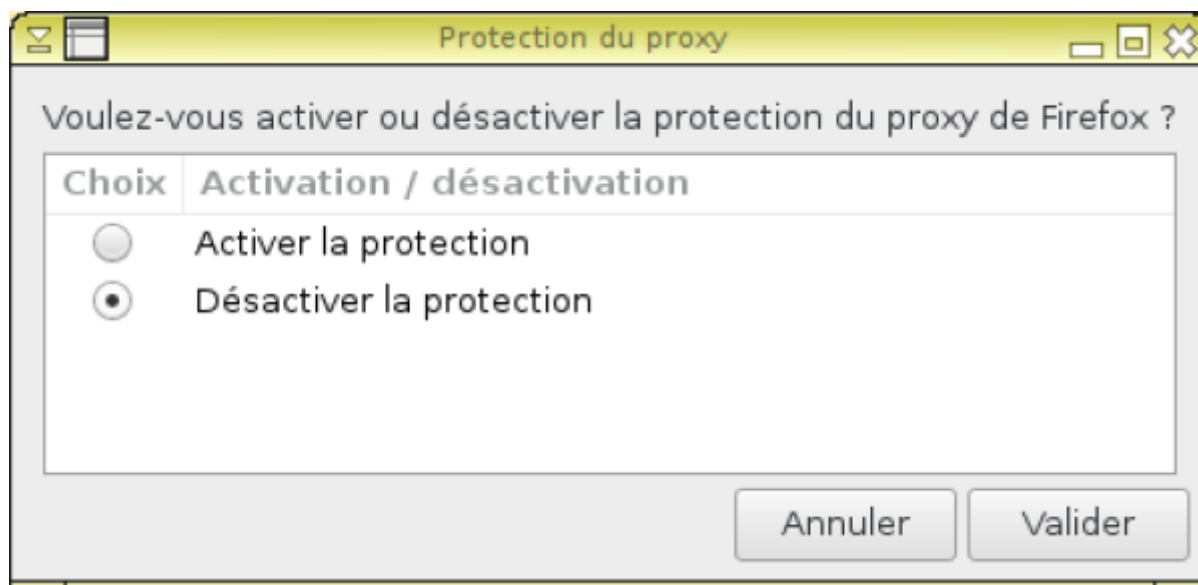 Protection du proxy
Voulez-vous activer ou désactiver la protection du proxy de Firefox ?
Choix Activation / désactivation
Activer la protection
Désactiver la protection
Annuler Valider